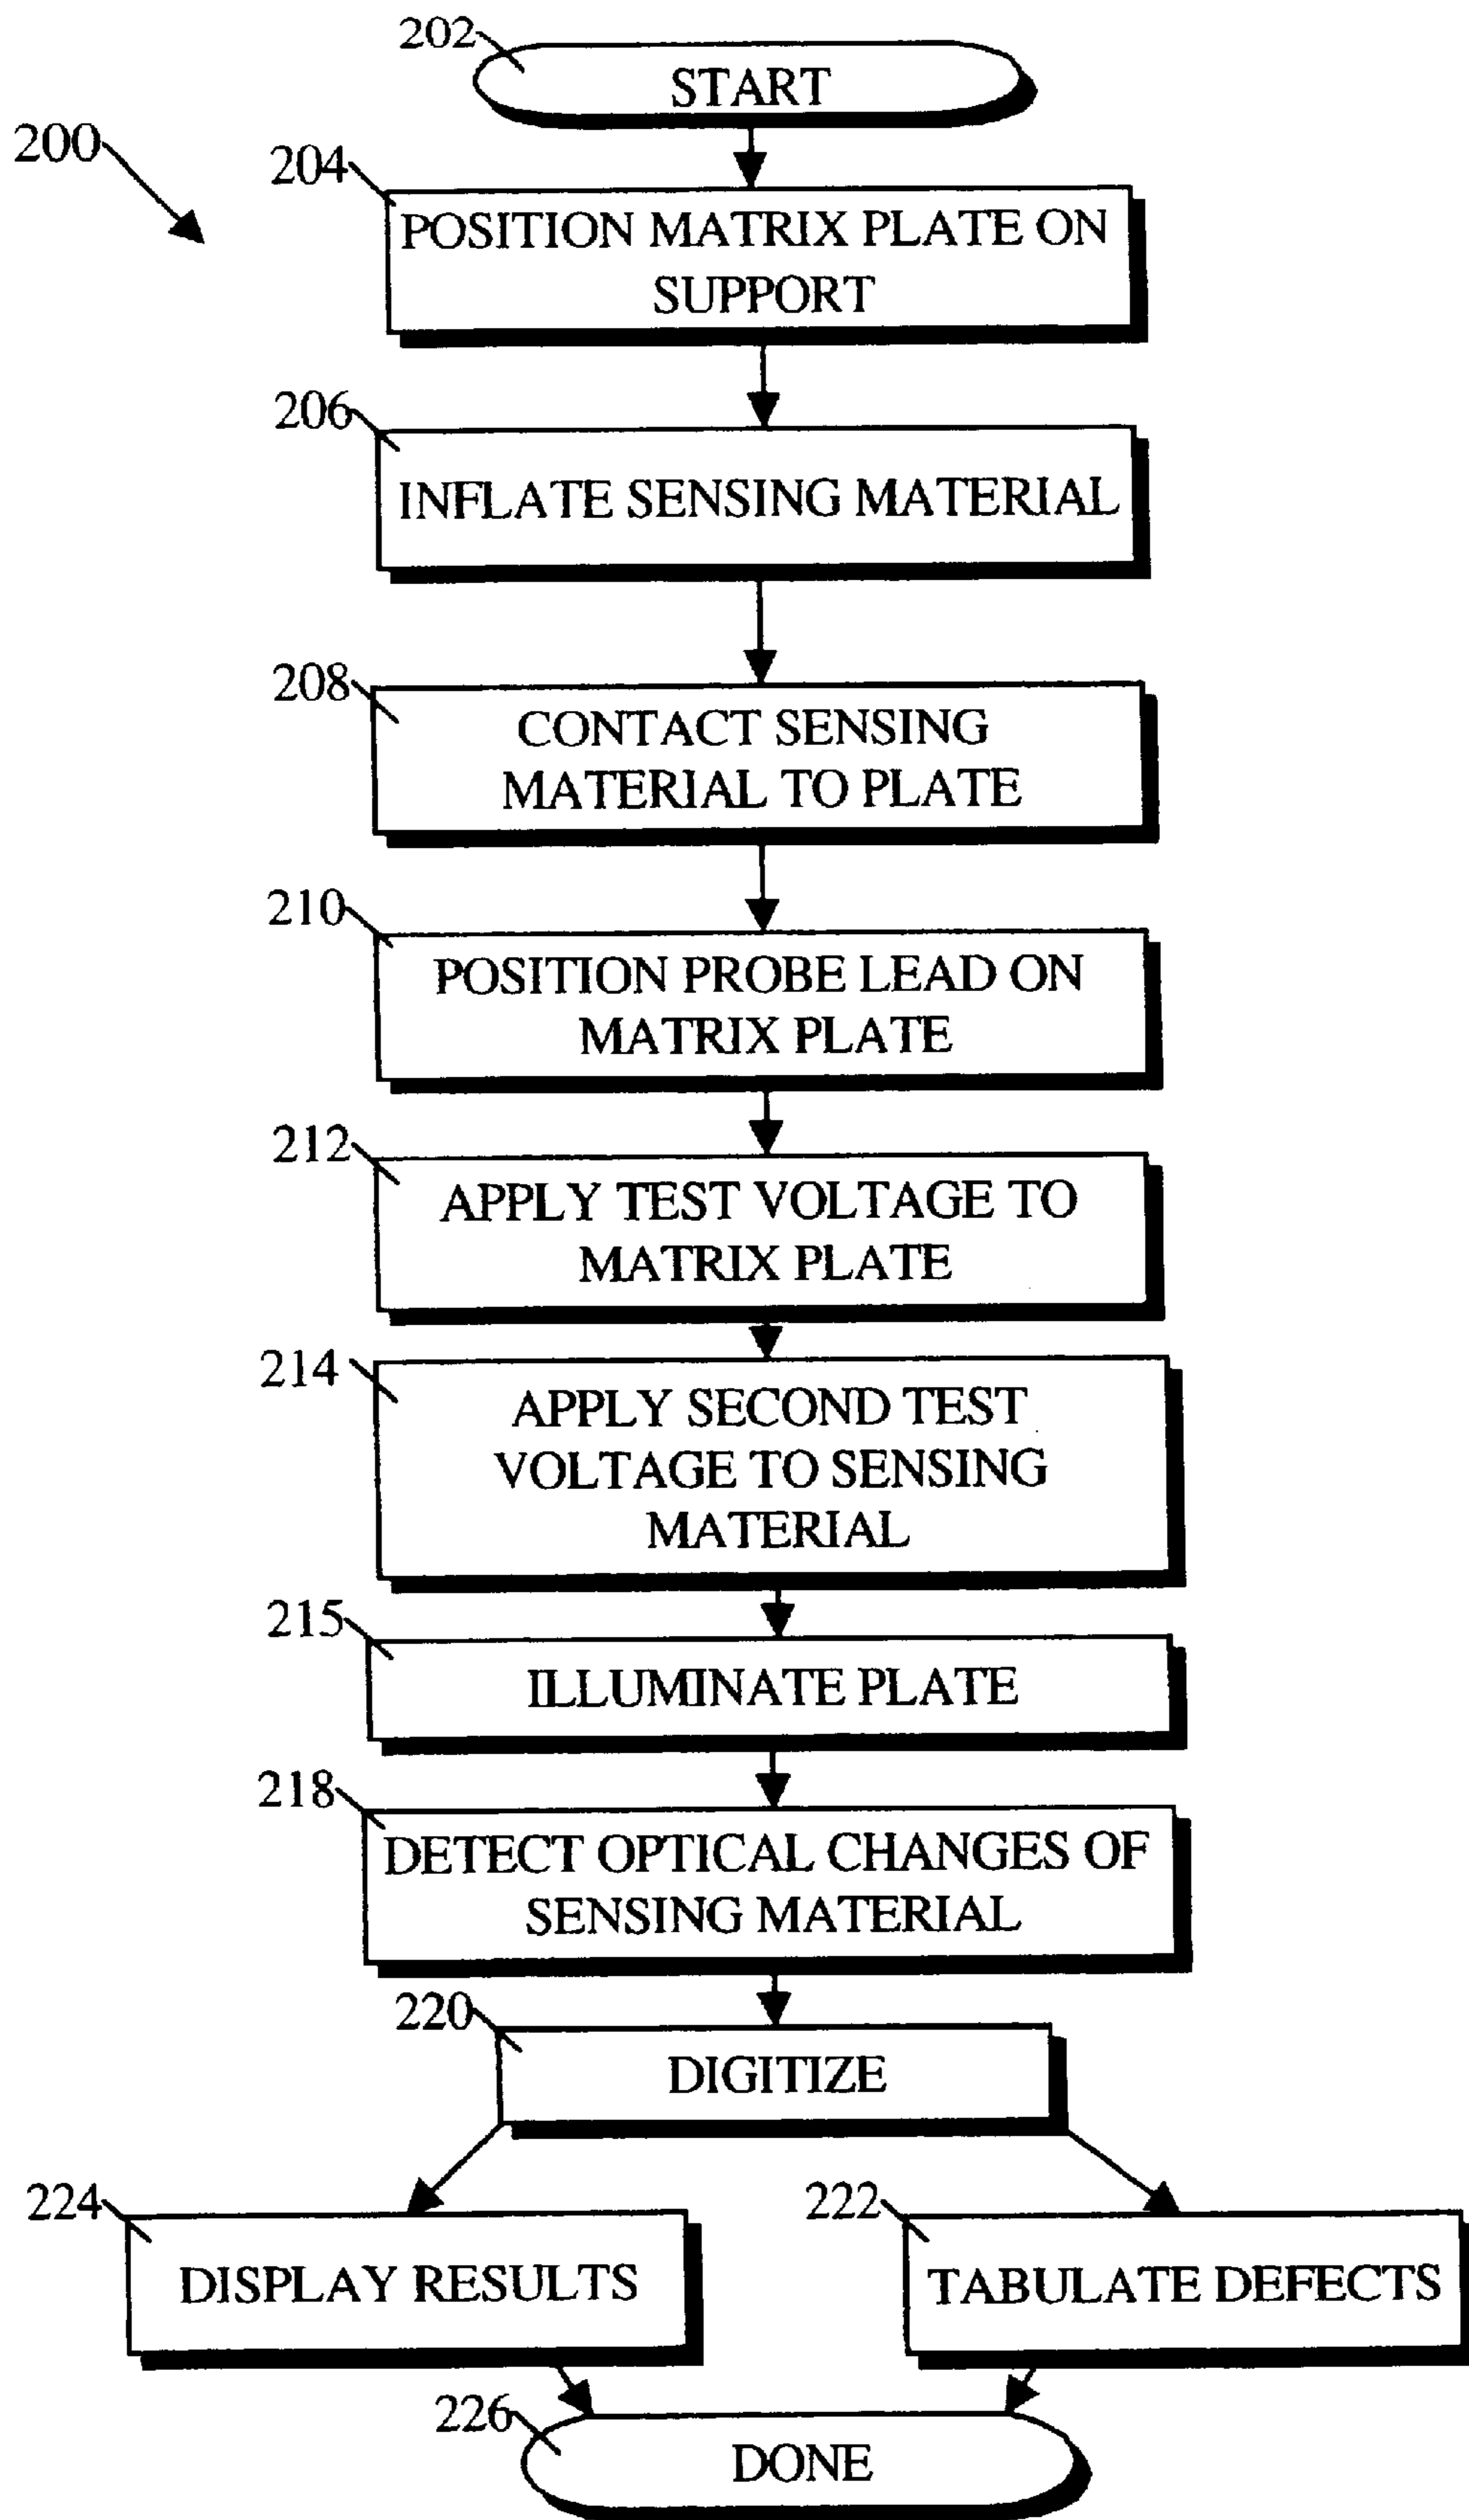 202
START
200
204
POSITION MATRIX PLATE ON
SUPPORT
206
INFLATE SENSING MATERIAL
208
CONTACT SENSING
MATERIAL TO PLATE
210
POSITION PROBE LEAD ON
MATRIX PLATE
212
APPLY TEST VOLTAGE TO
MATRIX PLATE
214
APPLY SECOND TEST
VOLTAGE TO SENSING
MATERIAL
215
ILLUMINATE PLATE
218
DETECT OPTICAL CHANGES OF
SENSING MATERIAL
220
DIGITIZE
224
DISPLAY RESULTS
222
TABULATE DEFECTS
226
DONE